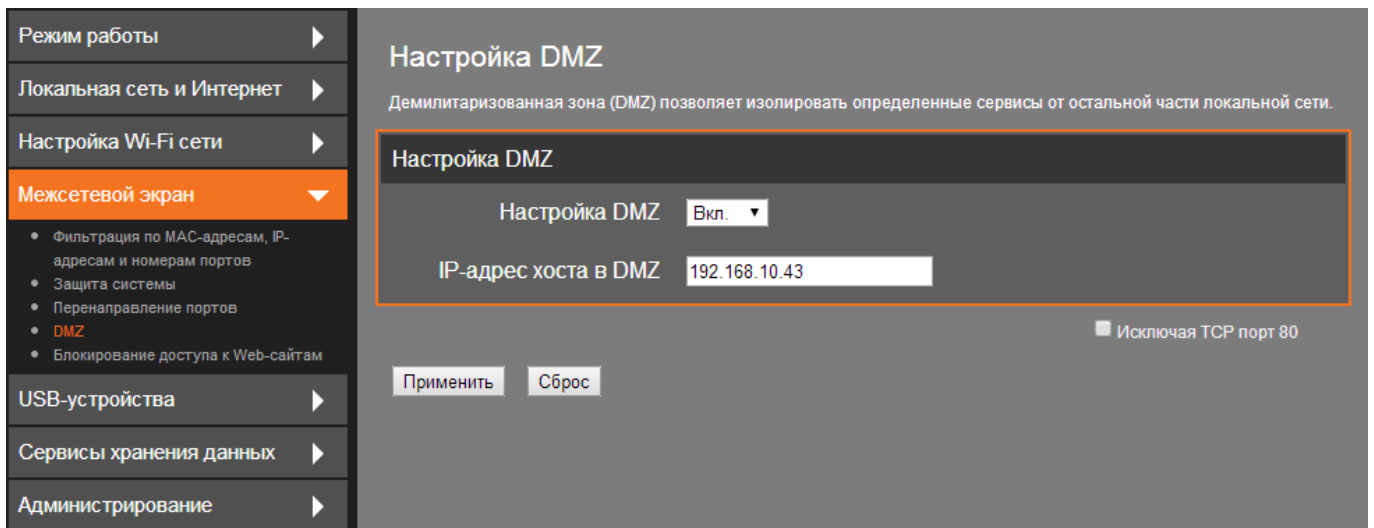 Режим работы
Локальная сеть и Интернет
Настройка Wi-Fi сети
Межсетевой экран
Фильтрация по MAC-адресам, IP-
адресам и номерам портов
Защита системы
Перенаправление портов
DMZ
Блокирование доступа к Web-сайтам
USB-устройства
Сервисы хранения данных
Администрирование
Настройка DMZ
Демилитаризованная зона (DMZ) позволяет изолировать определенные сервисы от остальной части локальной сети.
Настройка DMZ
Настройка DMZ Вкл.
IP-адрес хоста в DMZ 192.168.10.43
Исключая TCP порт 80
Применить Сброс